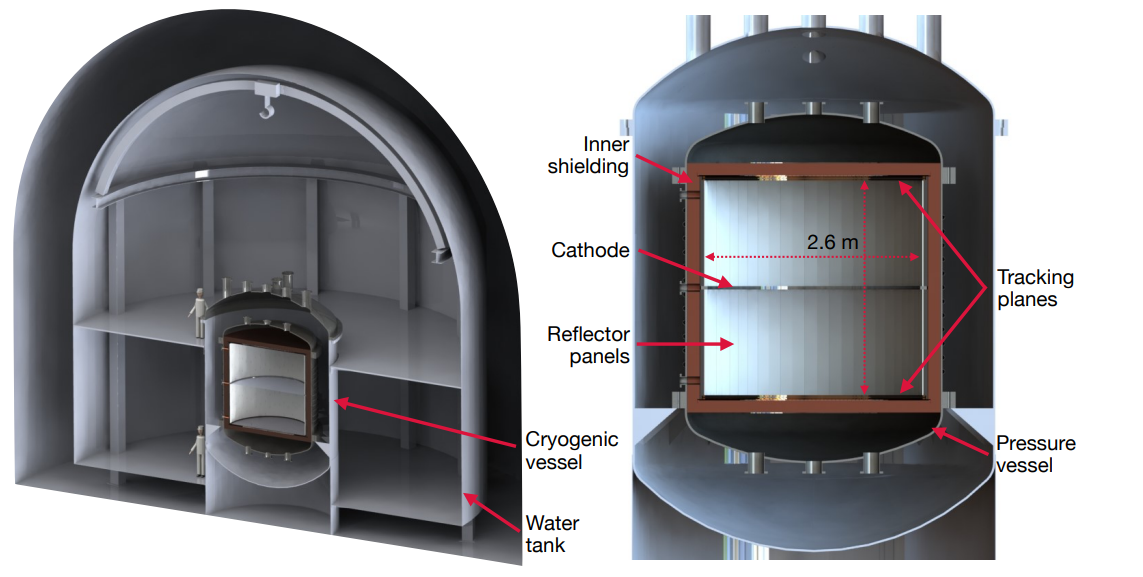 Cryogenic
vessel
Water
tank
Inner
shielding
Cathode
2.6 m
Reflector
panels
Tracking
planes
Pressure
vessel